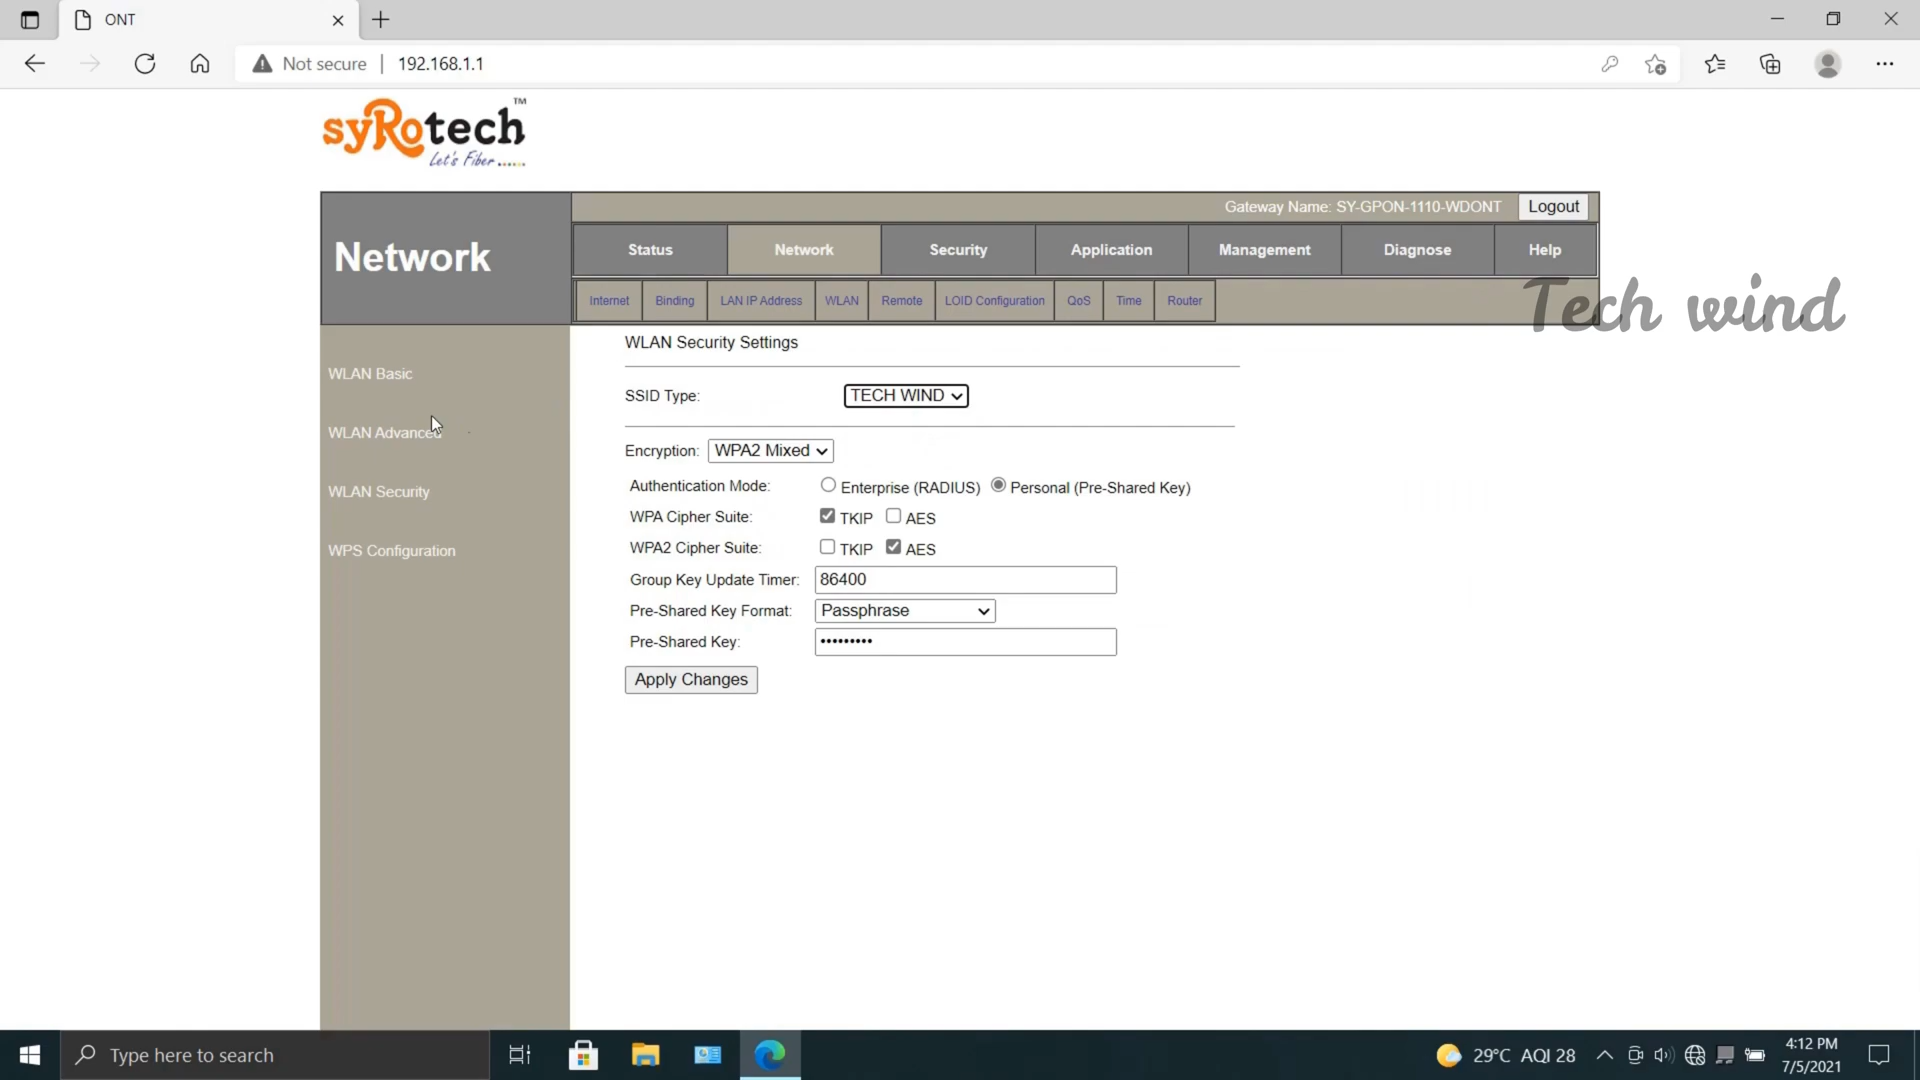 ONT
Not secure | 192.168.1.1
syRotech™
Let's Fiber......
Gateway Name: SY-GPON-1110-WDONT Logout
Network
Status Network Security Application Management Diagnose Help
Internet Binding LAN IP Address WLAN Remote LOID Configuration QoS Time Router
Tech wind
WLAN Basic
WLAN Advanced
WLAN Security
WPS Configuration
WLAN Security Settings
SSID Type: TECH WIND
Encryption: WPA2 Mixed
Authentication Mode: Enterprise (RADIUS) Personal (Pre-Shared Key)
WPA Cipher Suite: TKIP AES
WPA2 Cipher Suite: TKIP AES
Group Key Update Timer: 86400
Pre-Shared Key Format: Passphrase
Pre-Shared Key: •••••••••
Apply Changes
Type here to search
29°C AQI 28
4:12 PM
7/5/2021